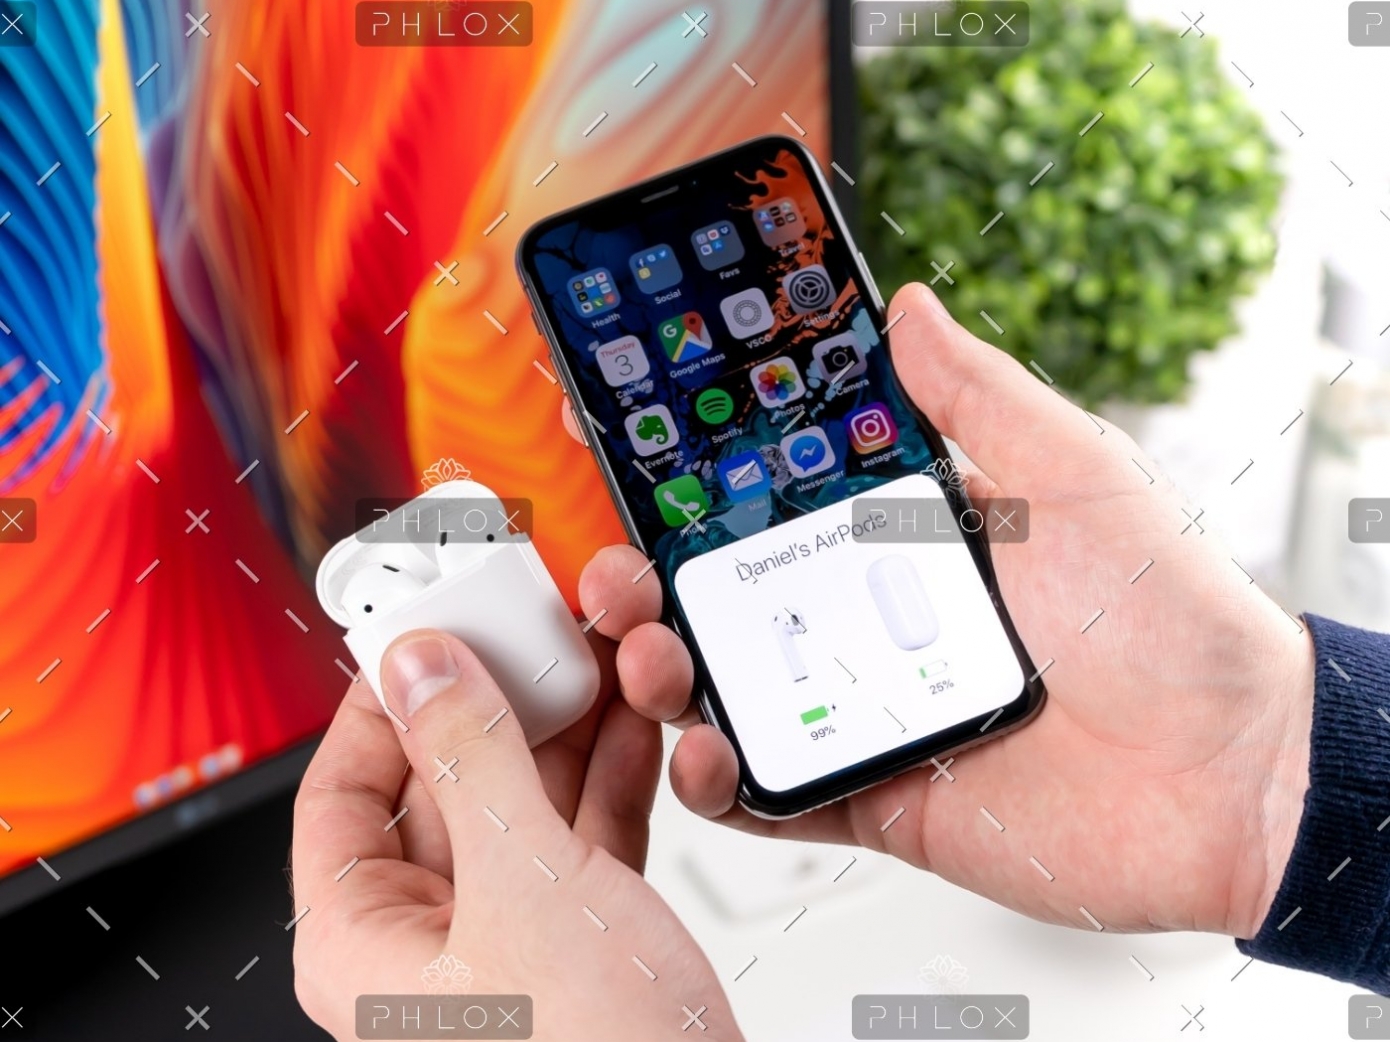 PHLOX
PHLOX
P
Health
Social
Favs
Thursday
3
Calendar
Google Maps
VSCO
Settings
Evernote
Spotify
Photos
Camera
Phone
Mail
Messenger
Instagram
PHLOX
PHLOX
P
Daniel's AirPods
99%
25%
PHLOX
PHLOX
P